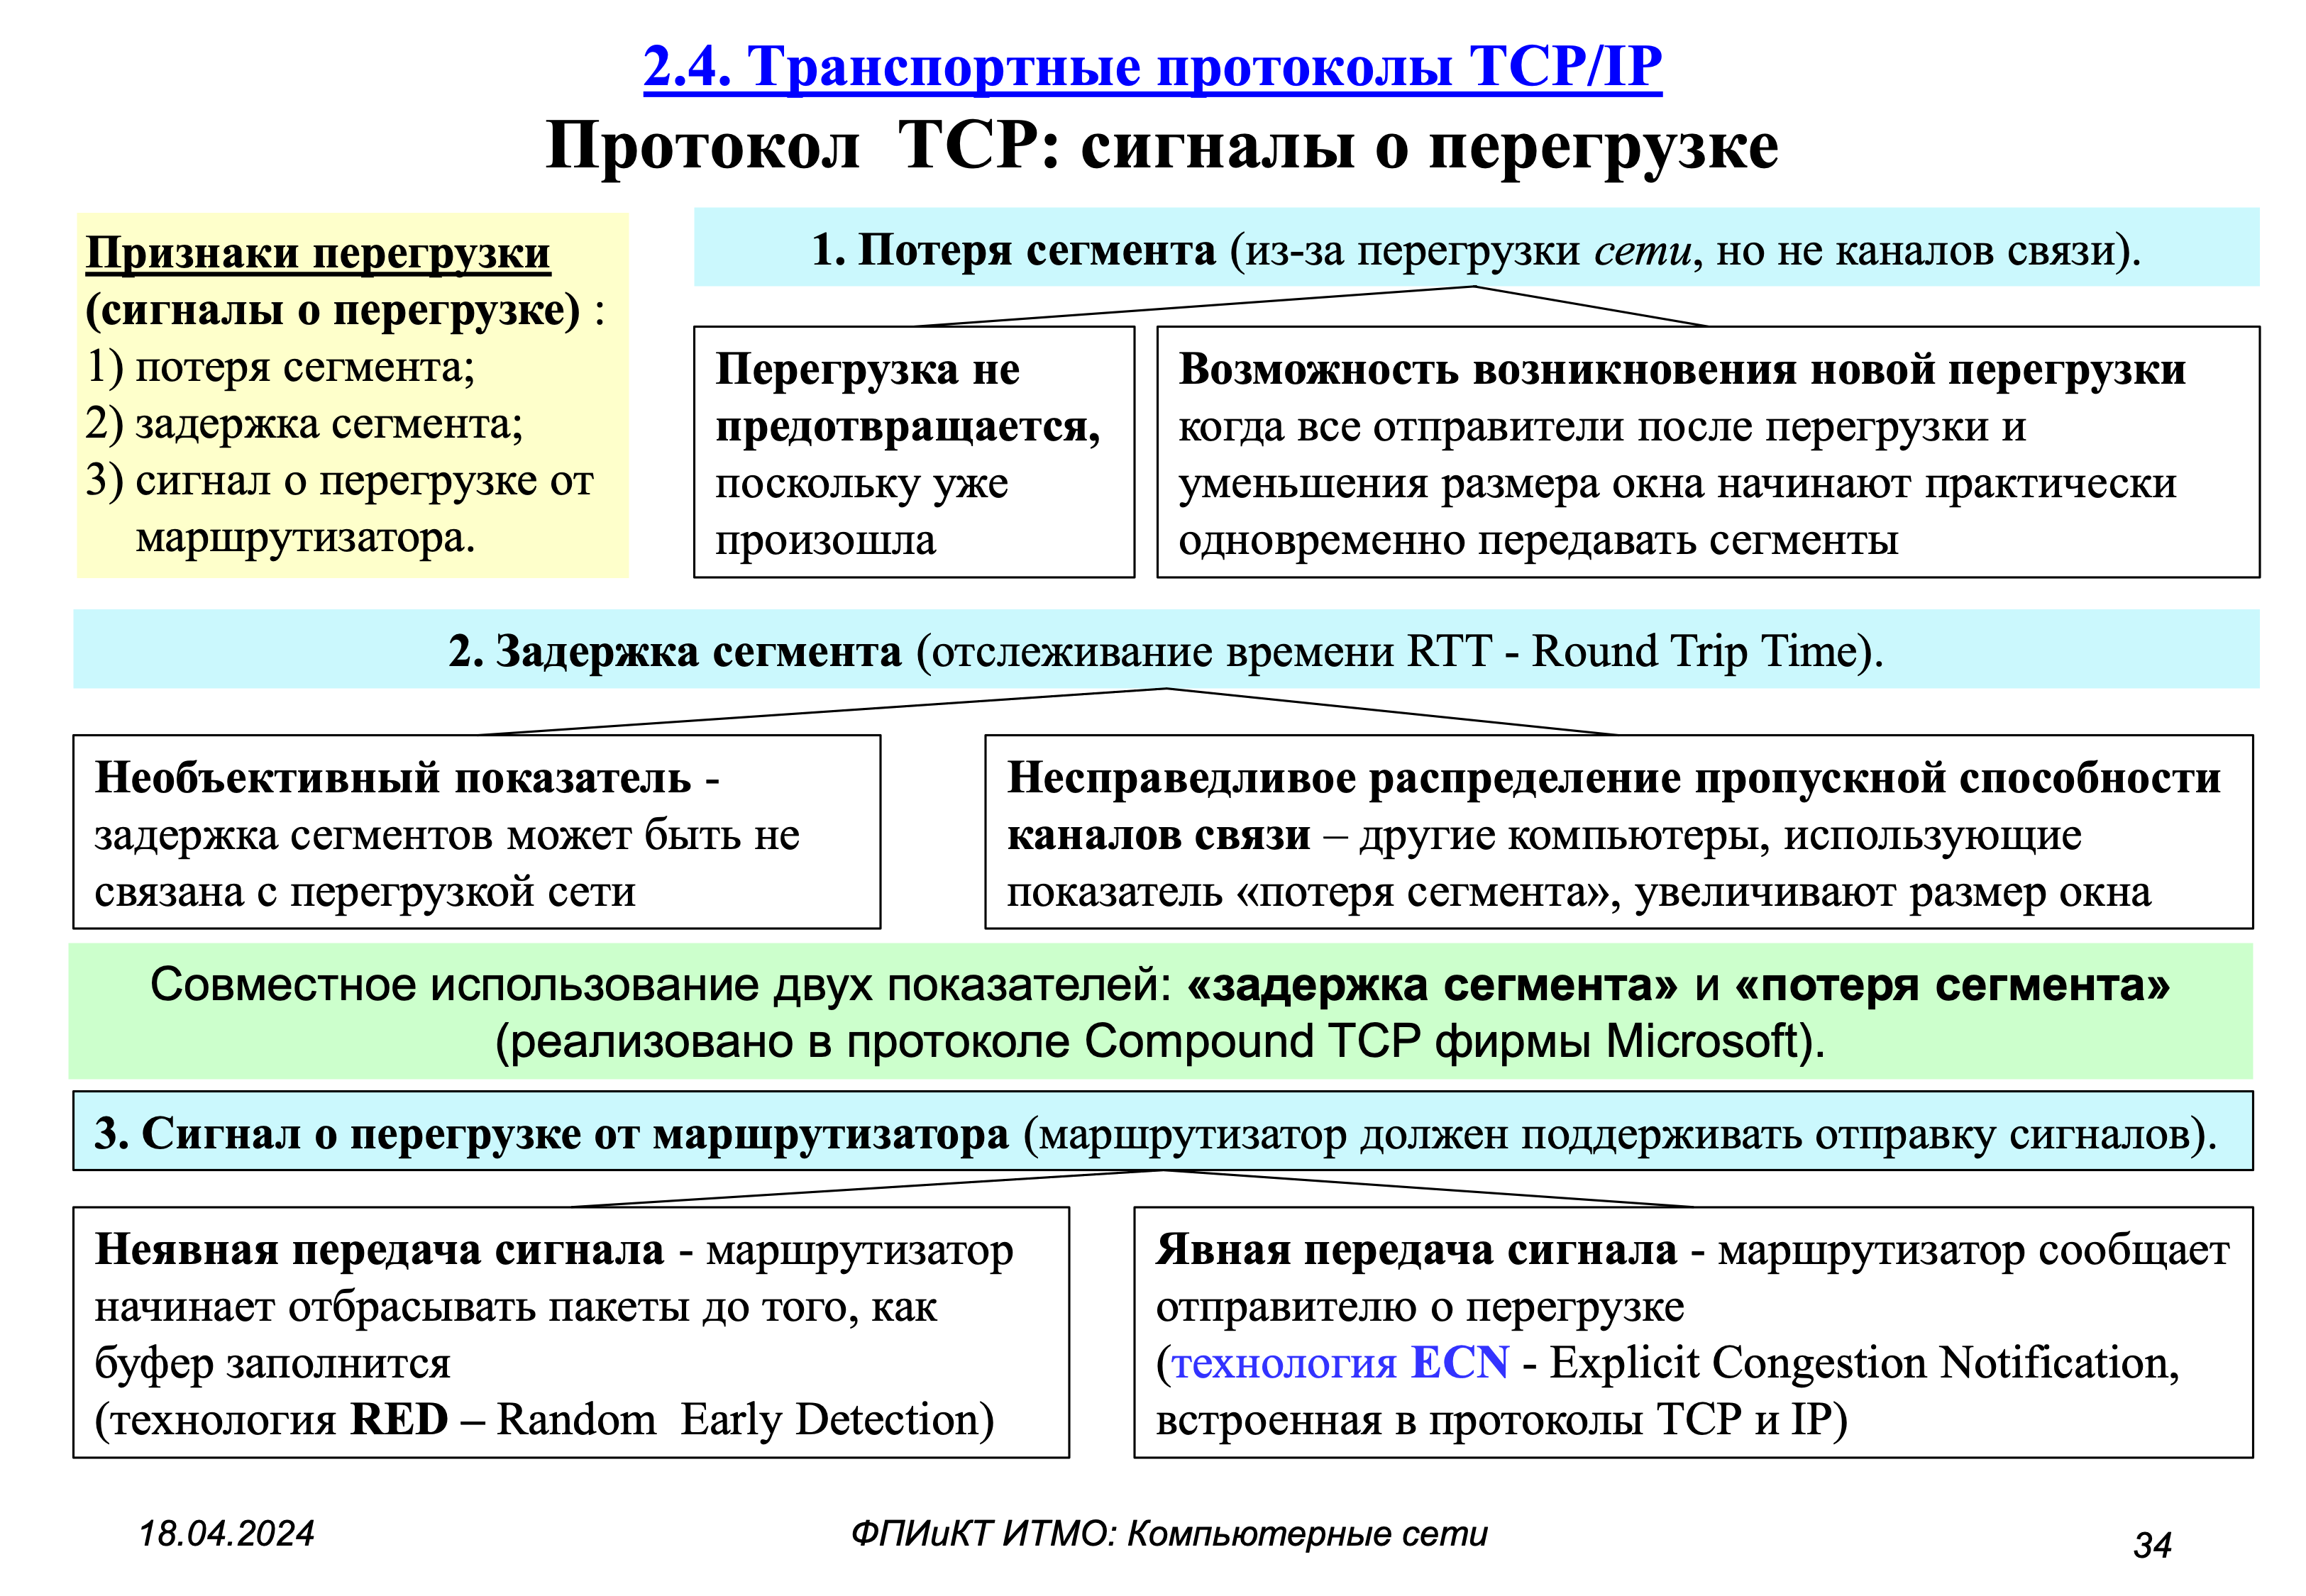 2.4. Транспортные протоколы TCP/IP
Протокол TCP: сигналы о перегрузке
Признаки перегрузки
(сигналы о перегрузке) :
1) потеря сегмента;
2) задержка сегмента;
3) сигнал о перегрузке от
маршрутизатора.
1. Потеря сегмента (из-за перегрузки сети, но не каналов связи).
Перегрузка не
предотвращается,
поскольку уже
произошла
Возможность возникновения новой перегрузки
когда все отправители после перегрузки и
уменьшения размера окна начинают практически
одновременно передавать сегменты
2. Задержка сегмента (отслеживание времени RTT - Round Trip Time).
Необъективный показатель -
задержка сегментов может быть не
связана с перегрузкой сети
Несправедливое распределение пропускной способности
каналов связи – другие компьютеры, использующие
показатель «потеря сегмента», увеличивают размер окна
Совместное использование двух показателей: «задержка сегмента» и «потеря сегмента»
(реализовано в протоколе Compound TCP фирмы Microsoft).
3. Сигнал о перегрузке от маршрутизатора (маршрутизатор должен поддерживать отправку сигналов).
Неявная передача сигнала - маршрутизатор
начинает отбрасывать пакеты до того, как
буфер заполнится
(технология RED – Random Early Detection)
Явная передача сигнала - маршрутизатор сообщает
отправителю о перегрузке
(технология ECN - Explicit Congestion Notification,
встроенная в протоколы TCP и IP)
18.04.2024
ФПИиКТ ИТМО: Компьютерные сети
34